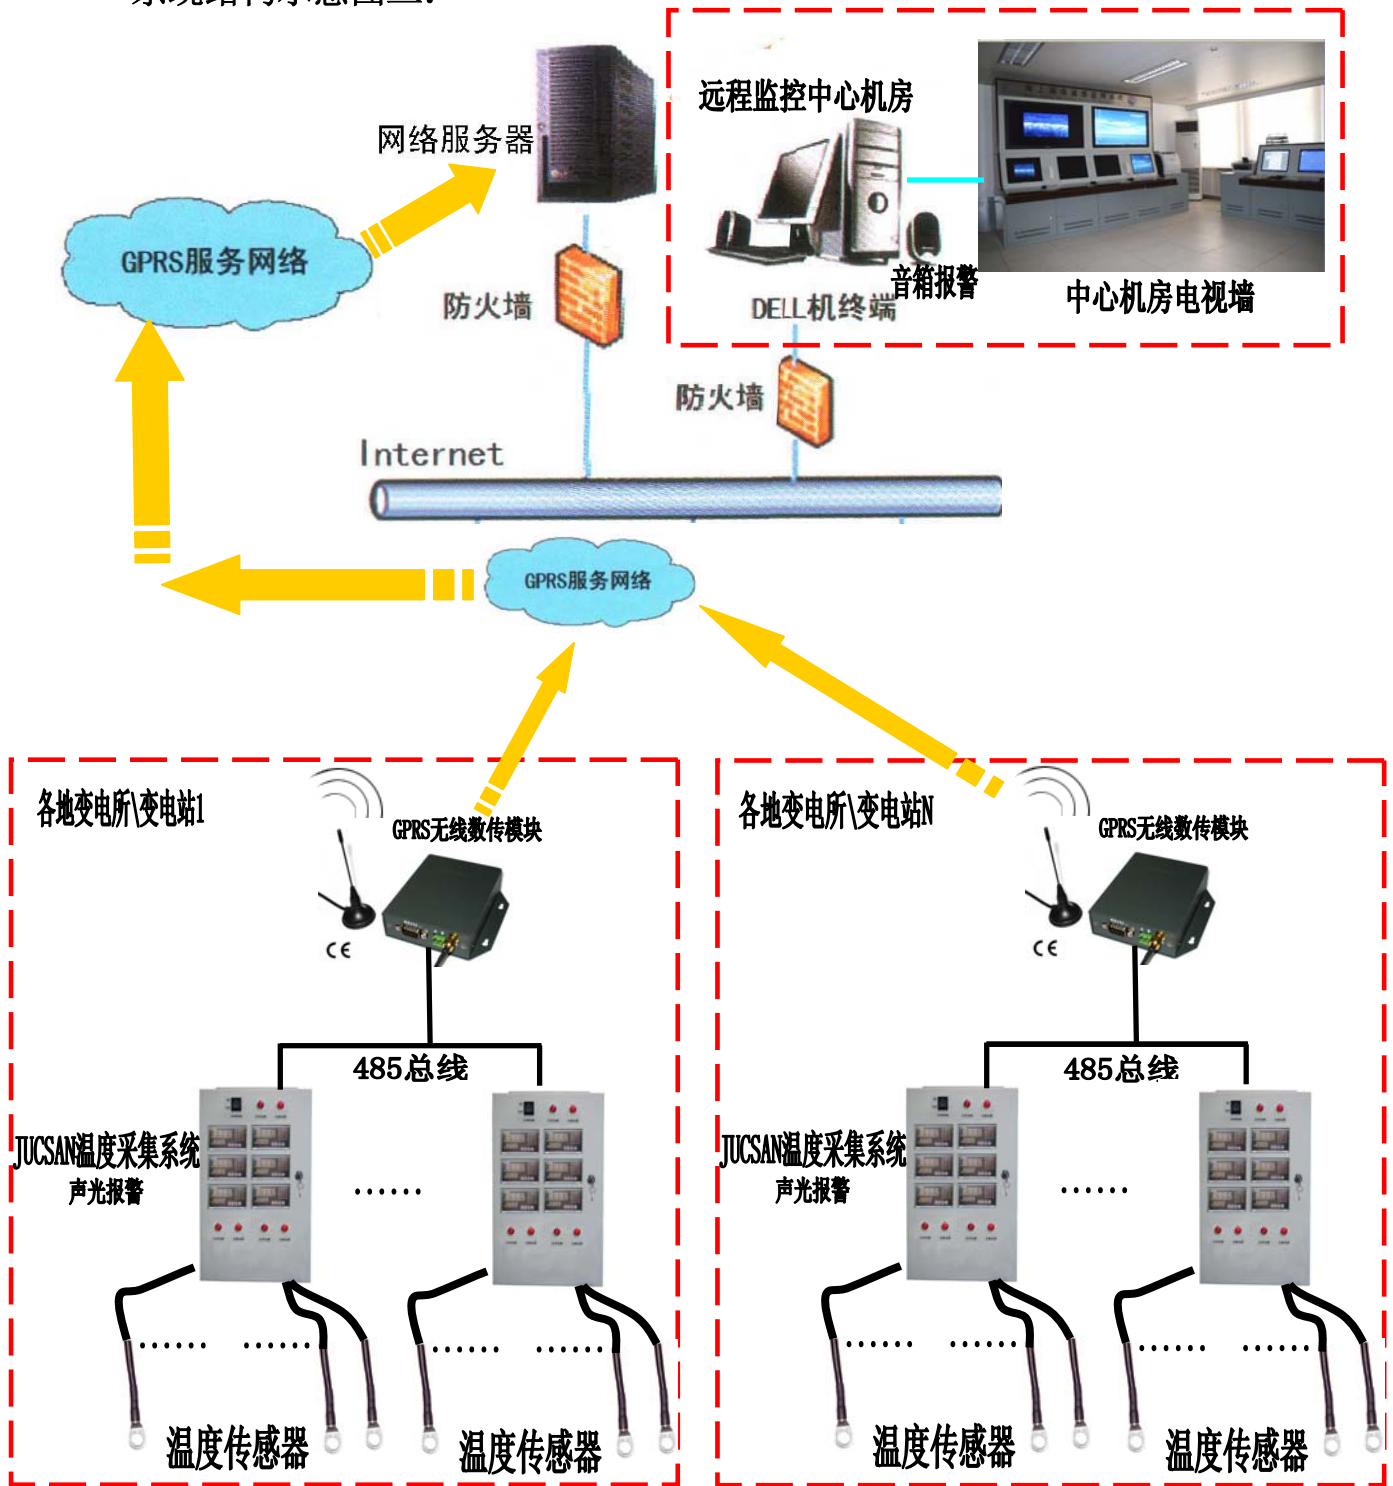 远程监控中心机房
网络服务器
GPRS服务网络
防火墙
音箱报警
DELL机终端
中心机房电视墙
防火墙
Internet
GPRS服务网络
各地变电所\变电站1
GPRS无线数传模块
CE
485总线
JUCSAN温度采集系统
声光报警
......
...... ......
...... ......
温度传感器
温度传感器
各地变电所\变电站N
GPRS无线数传模块
CE
485总线
JUCSAN温度采集系统
声光报警
......
...... ......
...... ......
温度传感器
温度传感器